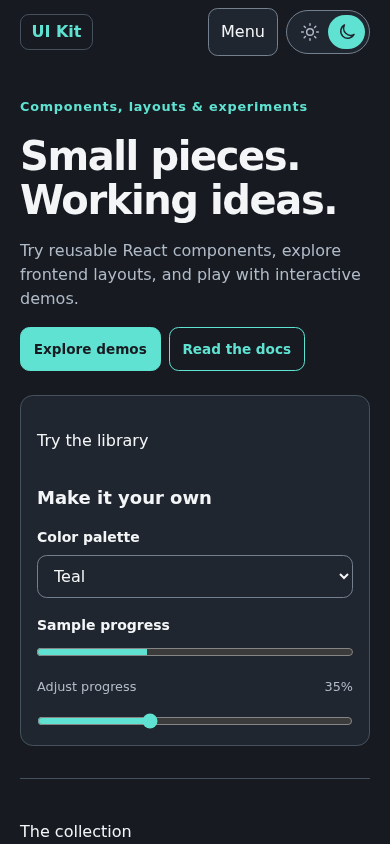 UI Kit
Menu
Components, layouts & experiments
Small pieces.
Working ideas.
Try reusable React components, explore
frontend layouts, and play with interactive
demos.
Explore demos
Read the docs
Try the library
Make it your own
Color palette
Teal
Sample progress
Adjust progress 35%
The collection